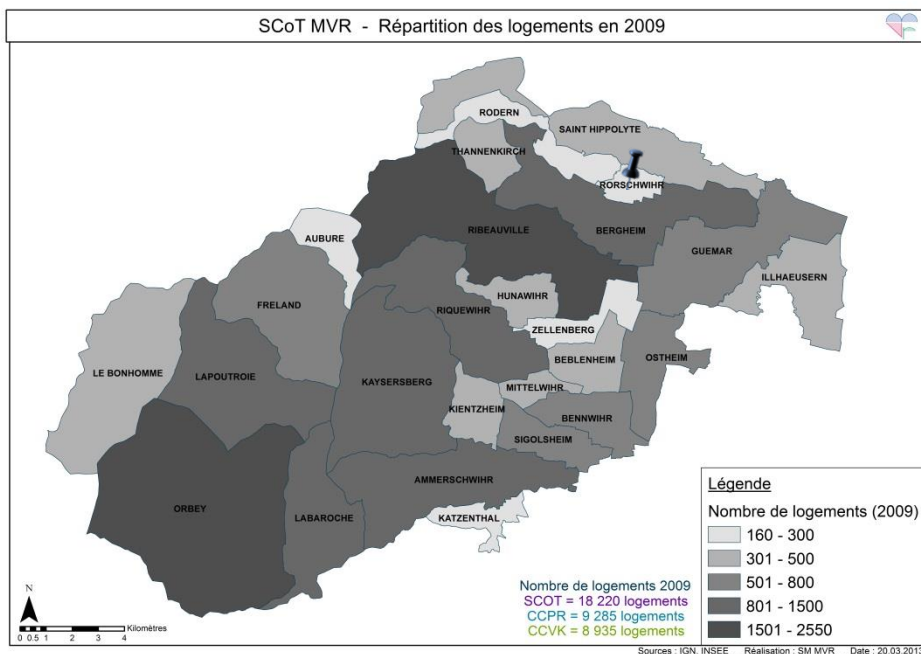 SCoT MVR - Répartition des logements en 2009
RODERN
SAINT HIPPOLYTE
THANNENKIRCH
RORSCHWIHR
RIBEAUVILLE
BERGHEIM
AUBURE
GUEMAR
ILLHAEUSERN
FRELAND
HUNAWIHR
RIQUEWIHR
ZELLENBERG
BEBLENHEIM
OSTHEIM
LE BONHOMME
LAPOUTROIE
KAYSERSBERG
MITTELWIHR
KIENTZHEIM
BENNWIHR
SIGOLSHEIM
AMMERSCHWIHR
ORBEY
LABAROCHE
KATZENTHAL
Légende
Nombre de logements (2009)
160 - 300
301 - 500
501 - 800
801 - 1500
1501 - 2550
Nombre de logements 2009
SCOT = 18 220 logements
CCPR = 9 285 logements
CCVK = 8 935 logements
N
Kilomètres
0 0.5 1 2 3 4
Sources : IGN, INSEE Réalisation : SM MVR Date : 20.03.2013